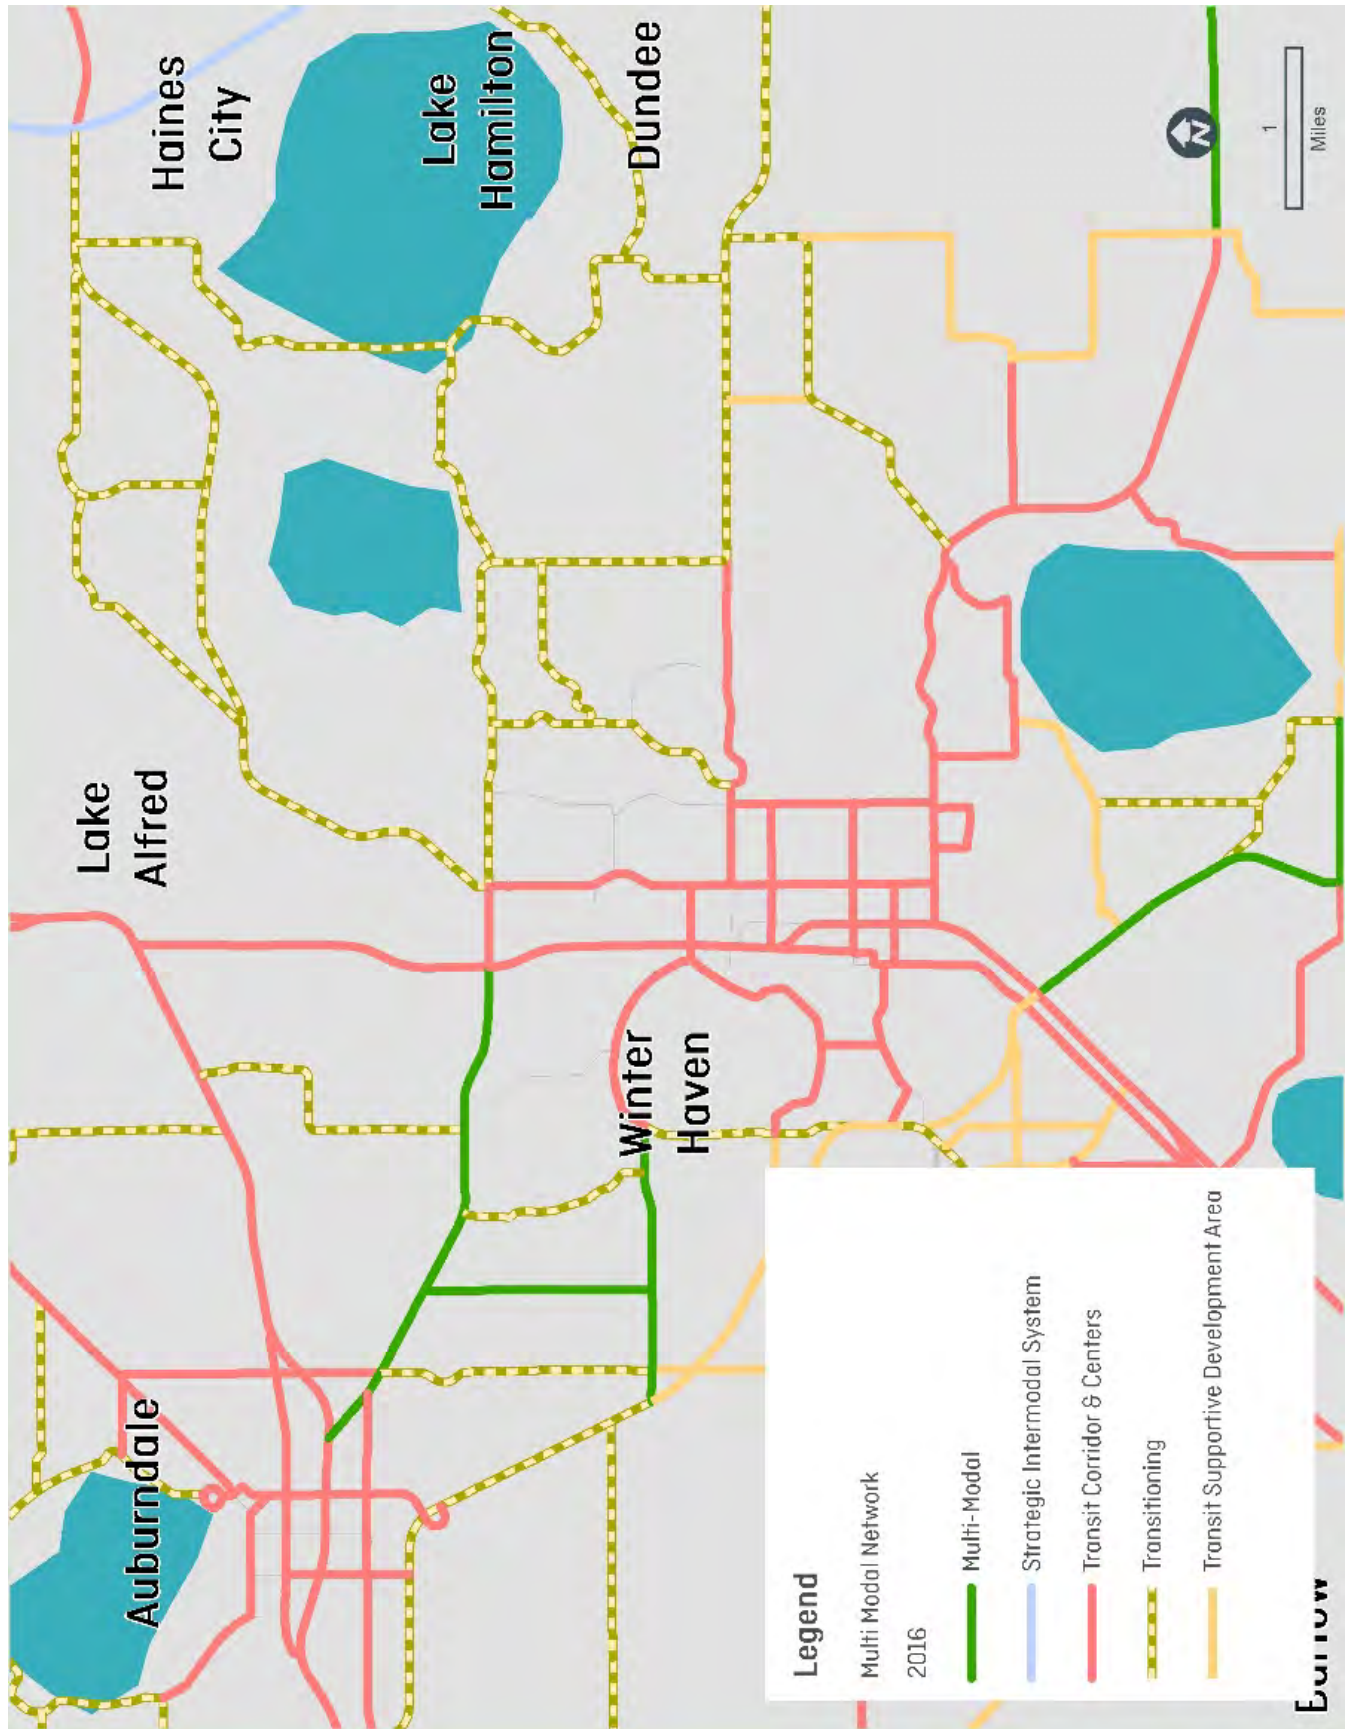 Haines
City
Lake
Hamilton
Dundee
Lake
Alfred
Winter
Haven
Auburndale
N
1
Miles
Legend
Multi Modal Network
2016
Multi-Modal
Strategic Intermodal System
Transit Corridor & Centers
Transitioning
Transit Supportive Development Area